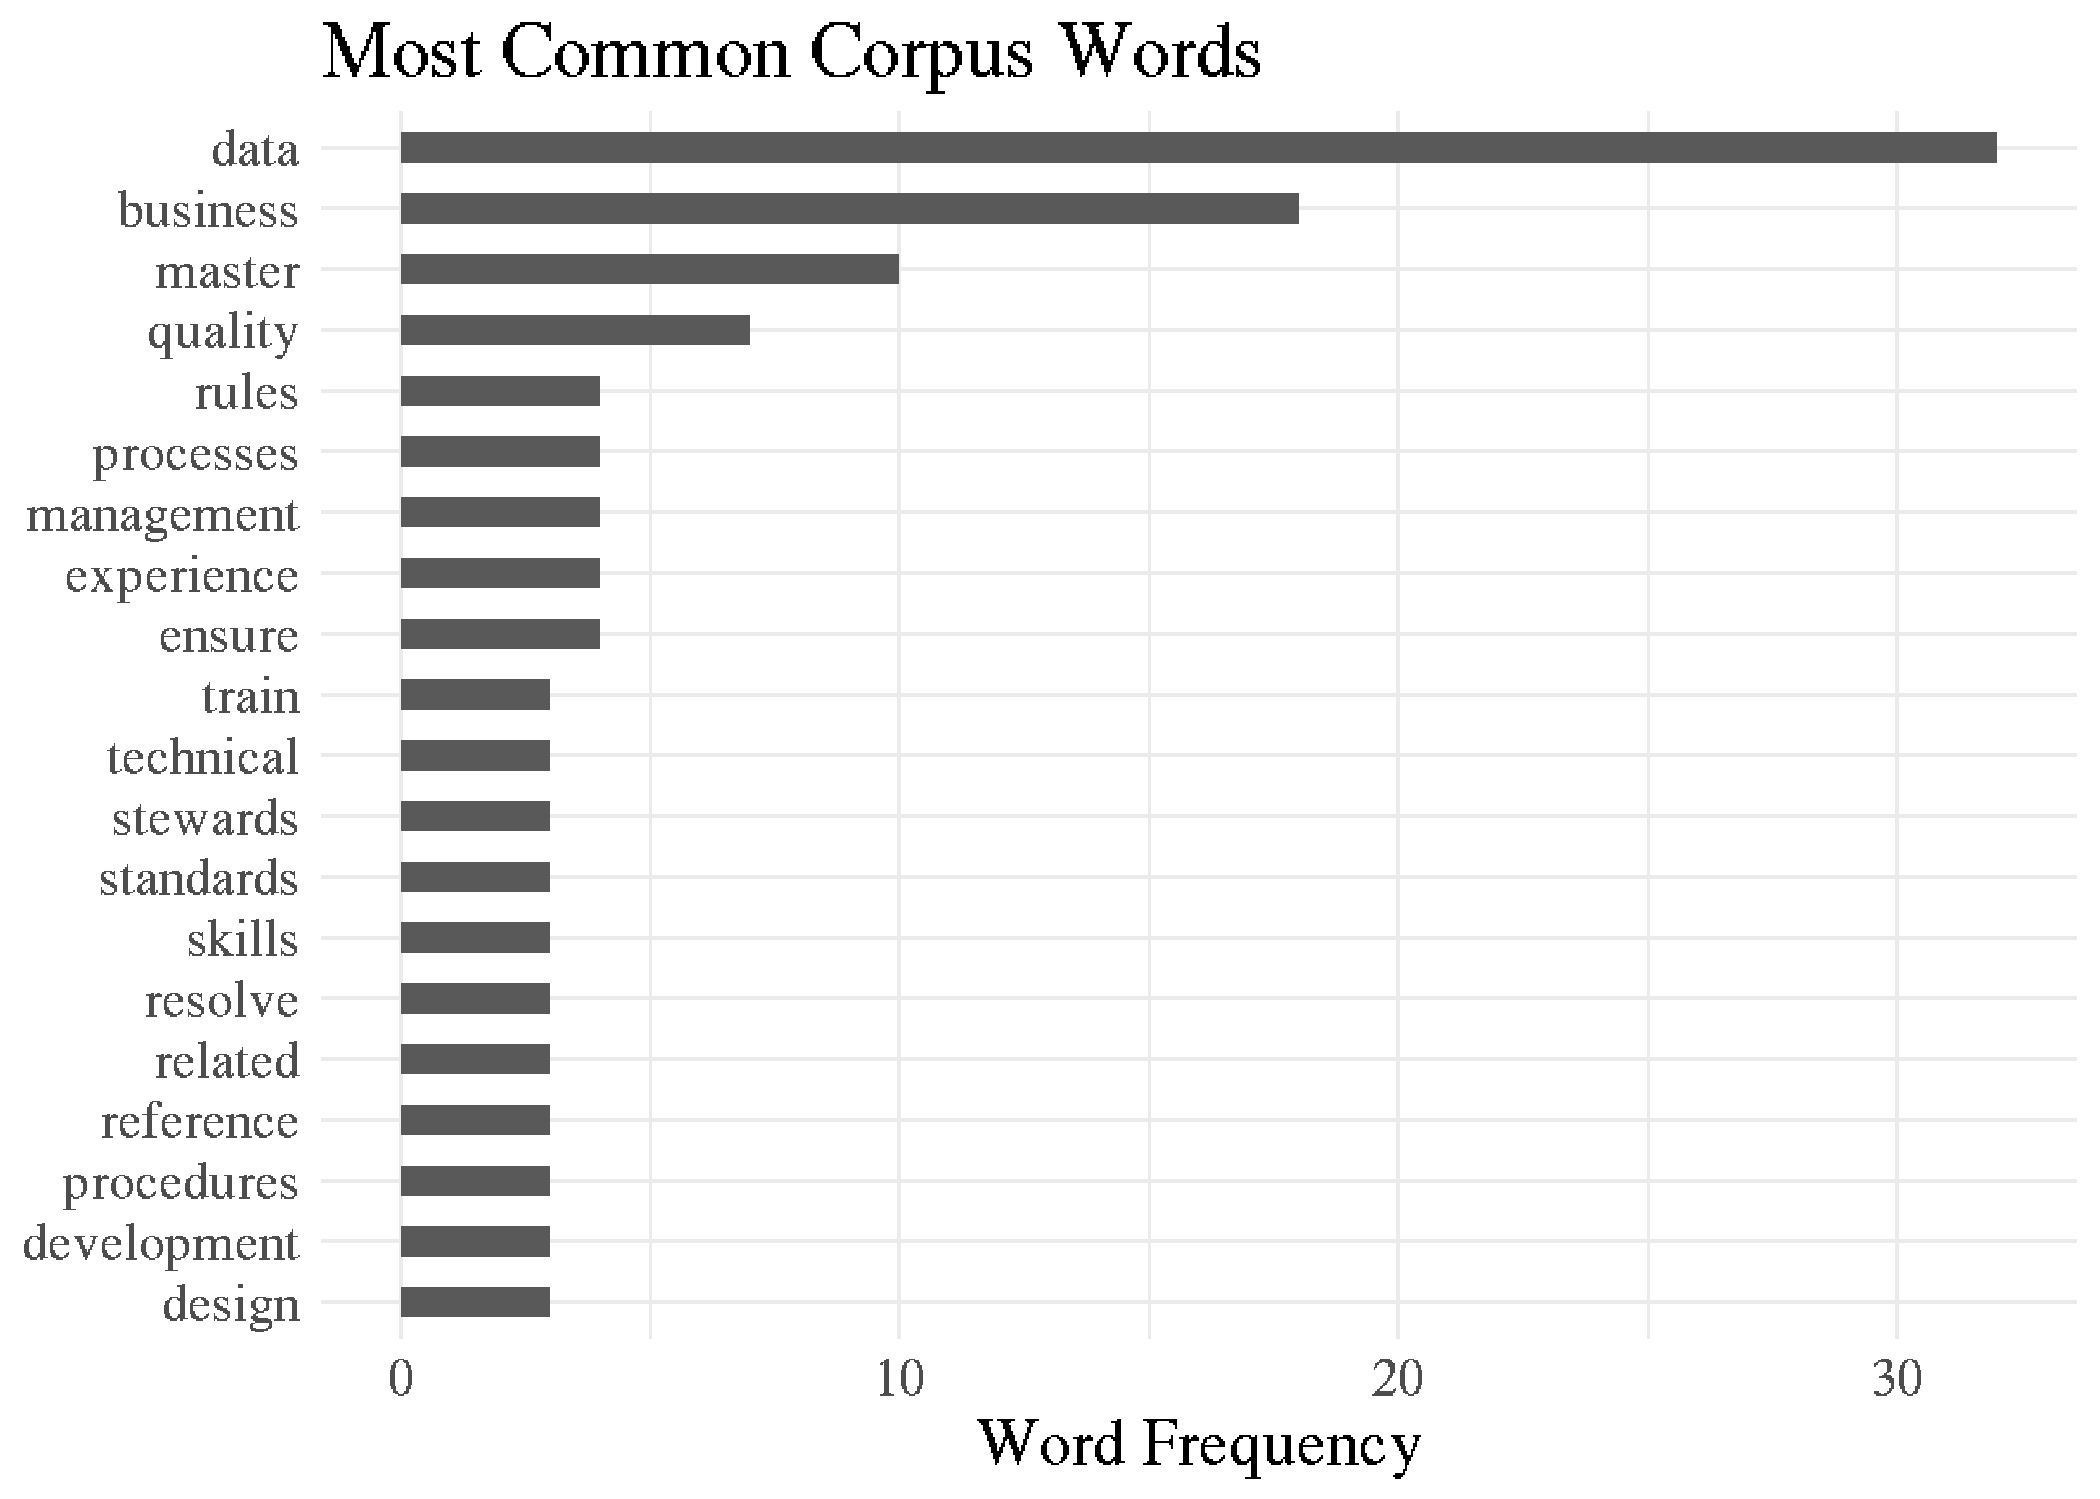 Most Common Corpus Words
data
business
master
quality
rules
processes
management
experience
ensure
train
technical
stewards
standards
skills
resolve
related
reference
procedures
development
design
0 10 20 30
Word Frequency